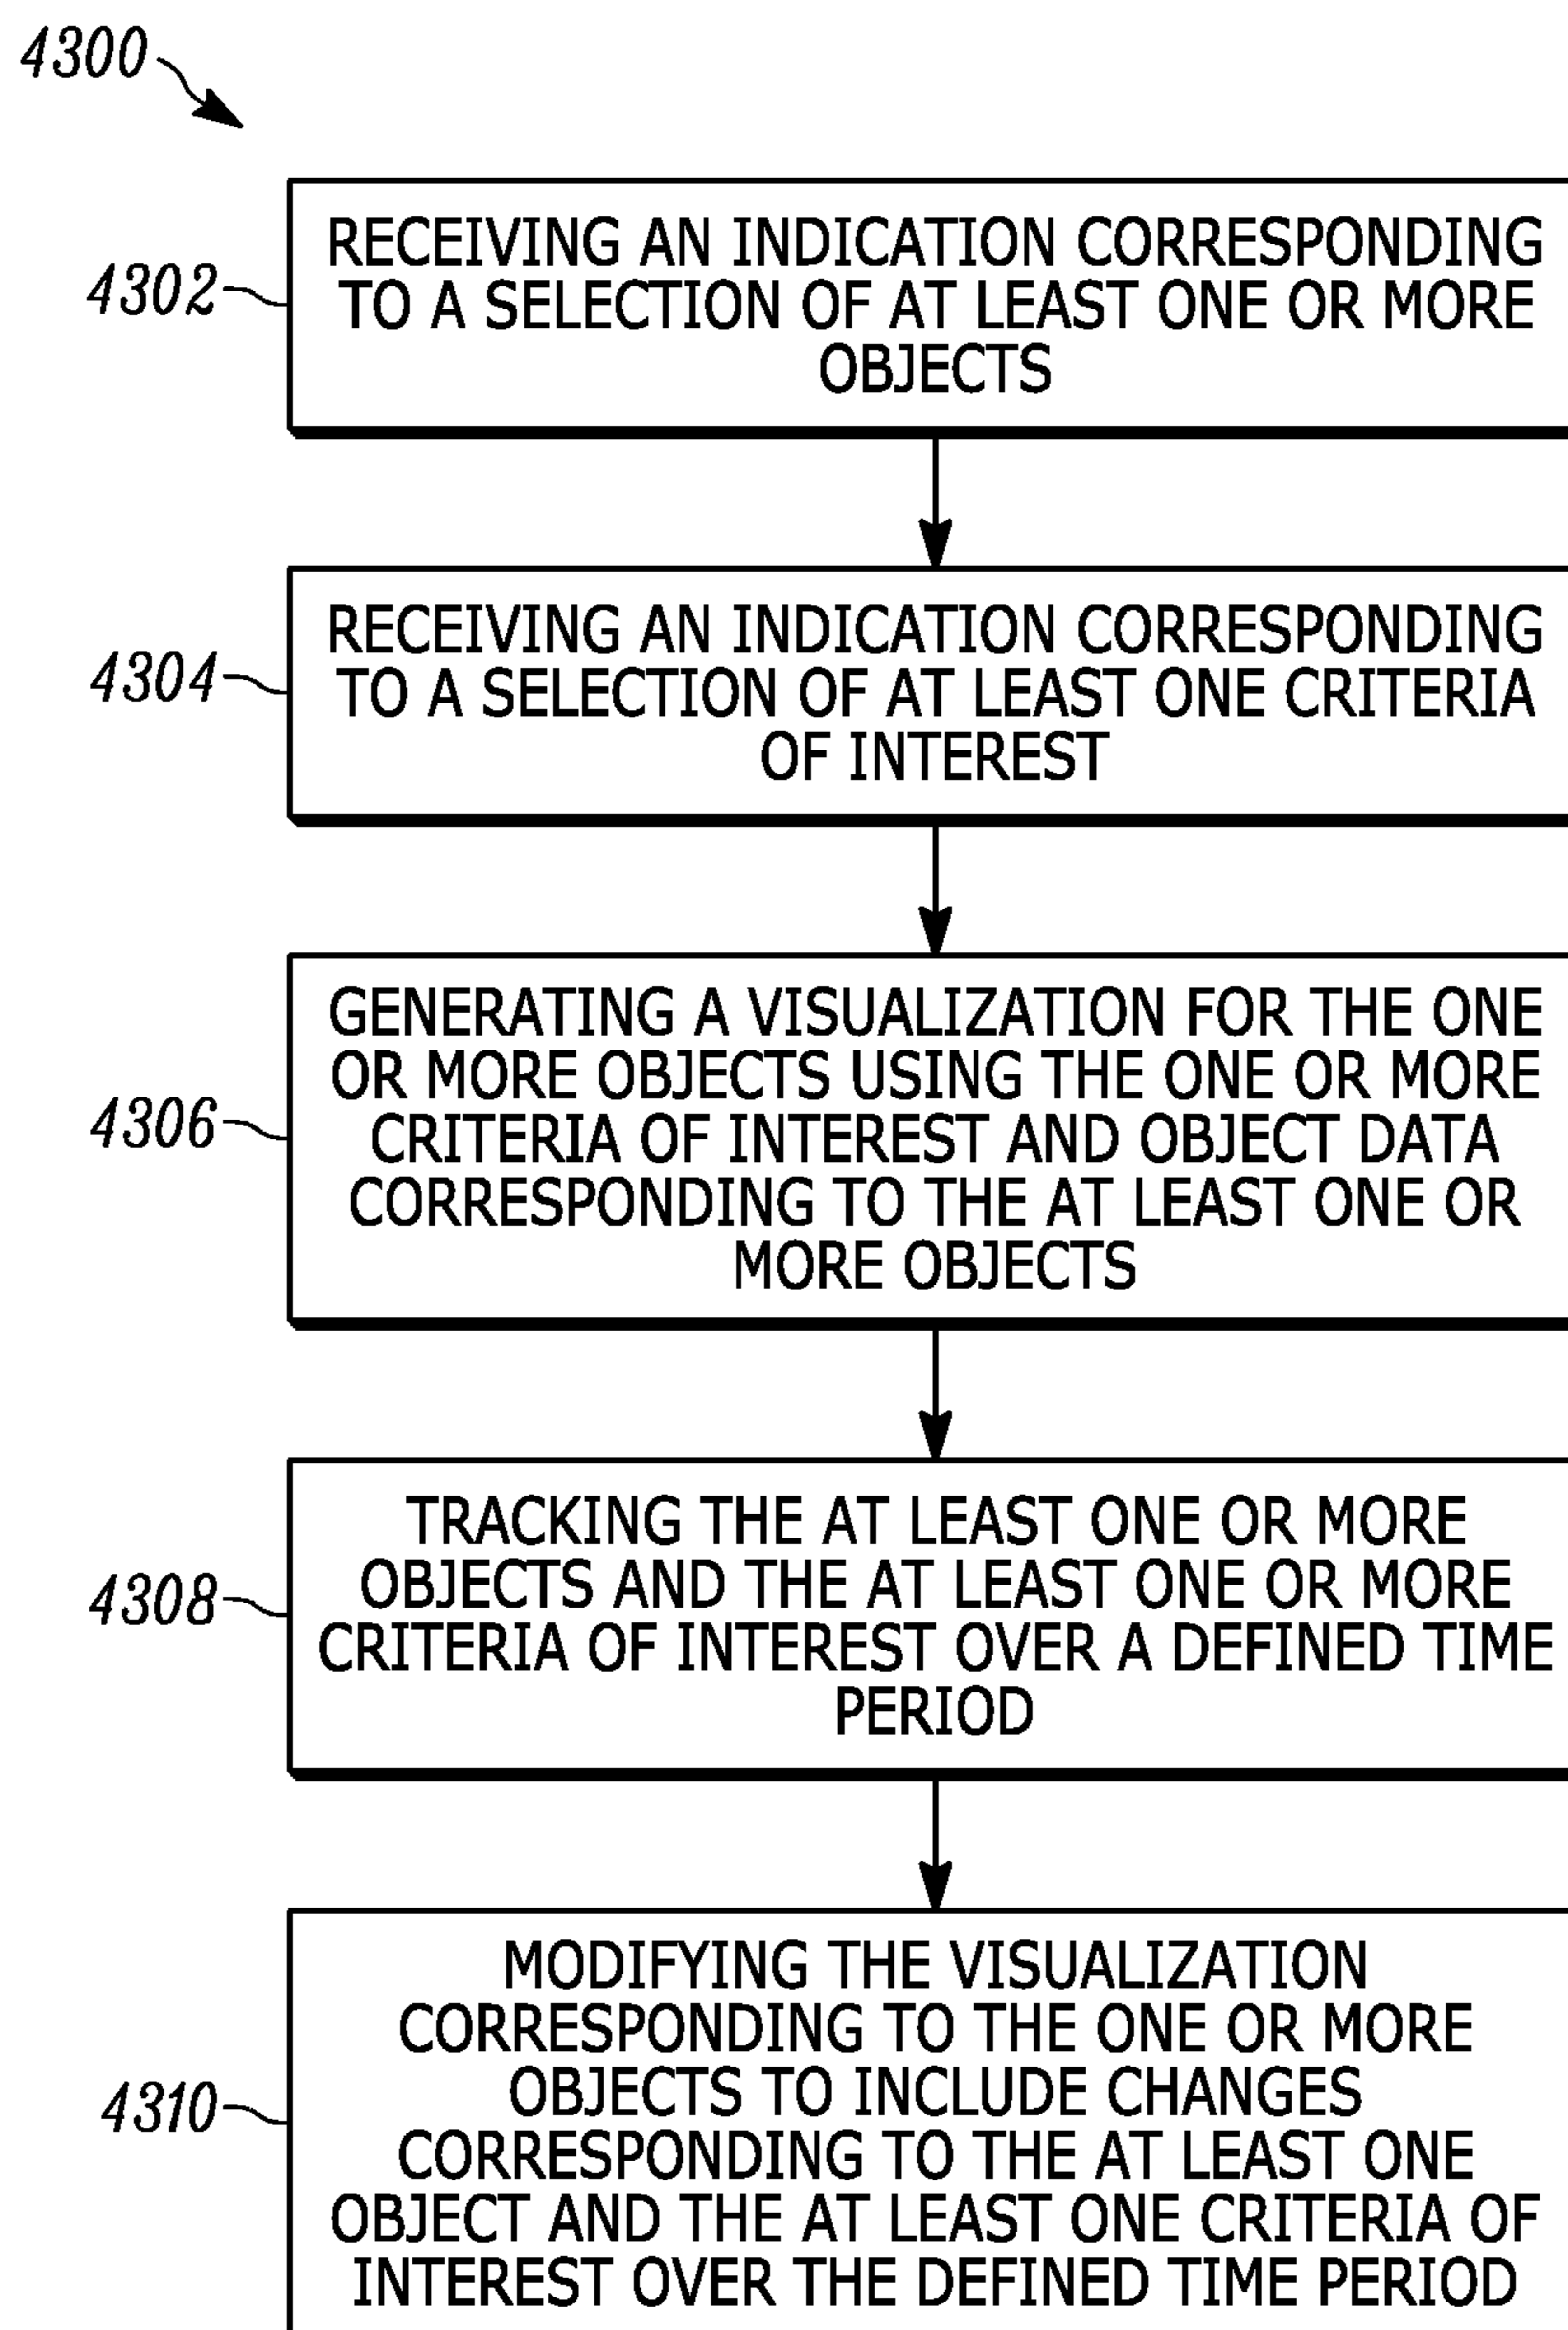 4300
4302
RECEIVING AN INDICATION CORRESPONDING
TO A SELECTION OF AT LEAST ONE OR MORE
OBJECTS
4304
RECEIVING AN INDICATION CORRESPONDING
TO A SELECTION OF AT LEAST ONE CRITERIA
OF INTEREST
4306
GENERATING A VISUALIZATION FOR THE ONE
OR MORE OBJECTS USING THE ONE OR MORE
CRITERIA OF INTEREST AND OBJECT DATA
CORRESPONDING TO THE AT LEAST ONE OR
MORE OBJECTS
4308
TRACKING THE AT LEAST ONE OR MORE
OBJECTS AND THE AT LEAST ONE OR MORE
CRITERIA OF INTEREST OVER A DEFINED TIME
PERIOD
4310
MODIFYING THE VISUALIZATION
CORRESPONDING TO THE ONE OR MORE
OBJECTS TO INCLUDE CHANGES
CORRESPONDING TO THE AT LEAST ONE
OBJECT AND THE AT LEAST ONE CRITERIA OF
INTEREST OVER THE DEFINED TIME PERIOD